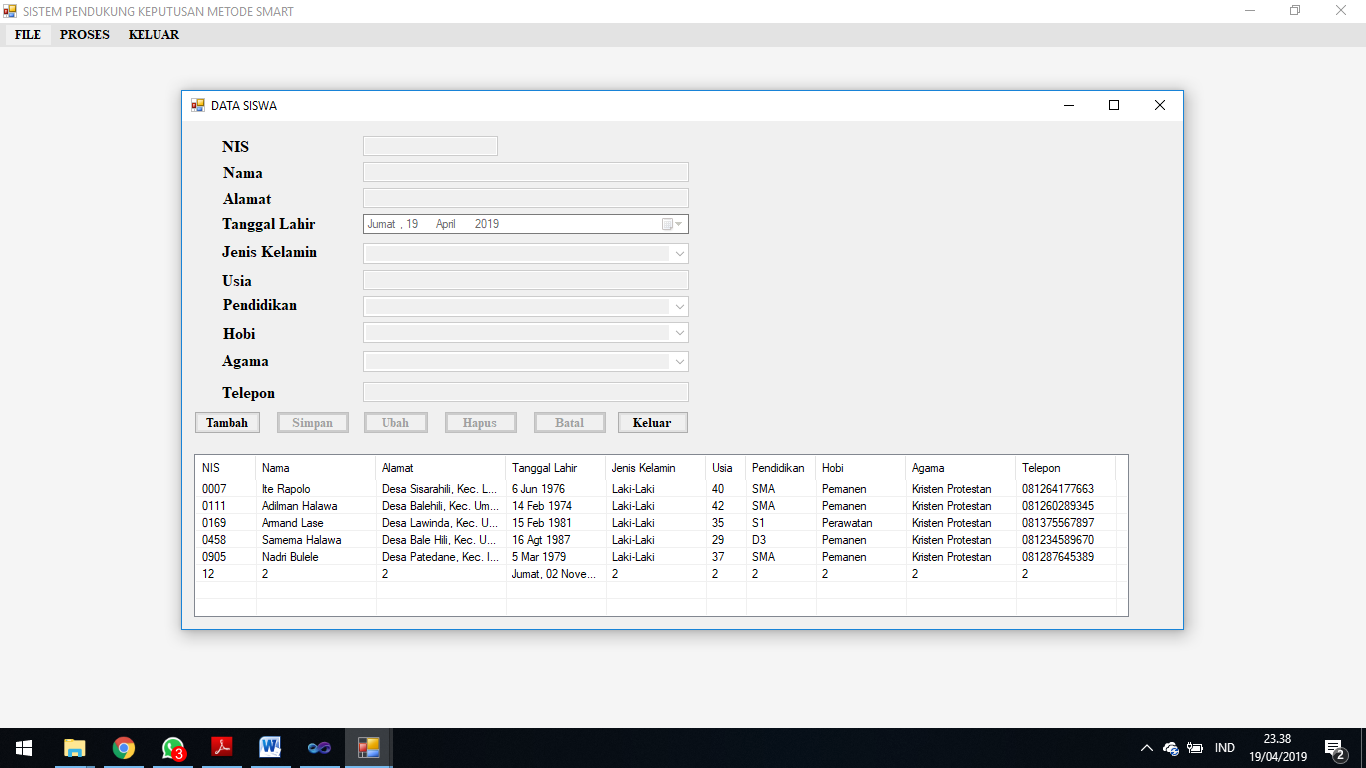 SISTEM PENDUKUNG KEPUTUSAN METODE SMART
FILE PROSES KELUAR
DATA SISWA
NIS
Nama
Alamat
Tanggal Lahir Jumat , 19 April 2019
Jenis Kelamin
Usia
Pendidikan
Hobi
Agama
Telepon
Tambah Simpan Ubah Hapus Batal Keluar
NIS Nama Alamat Tanggal Lahir Jenis Kelamin Usia Pendidikan Hobi Agama Telepon
0007 Ite Rapolo Desa Sisarahili, Kec. L... 6 Jun 1976 Laki-Laki 40 SMA Pemanen Kristen Protestan 081264177663
0111 Adilman Halawa Desa Balehili, Kec. Um... 14 Feb 1974 Laki-Laki 42 SMA Pemanen Kristen Protestan 081260289345
0169 Amand Lase Desa Lawinda, Kec. U... 15 Feb 1981 Laki-Laki 35 S1 Perawatan Kristen Protestan 081375567897
0458 Samema Halawa Desa Bale Hili, Kec. U... 16 Agt 1987 Laki-Laki 29 D3 Pemanen Kristen Protestan 081234589670
0905 Nadri Bulele Desa Patedane, Kec. I... 5 Mar 1979 Laki-Laki 37 SMA Pemanen Kristen Protestan 081287645389
12 2 2 Jumat, 02 Nove... 2 2 2 2 2 2
3
IND
23.38
19/04/2019
2